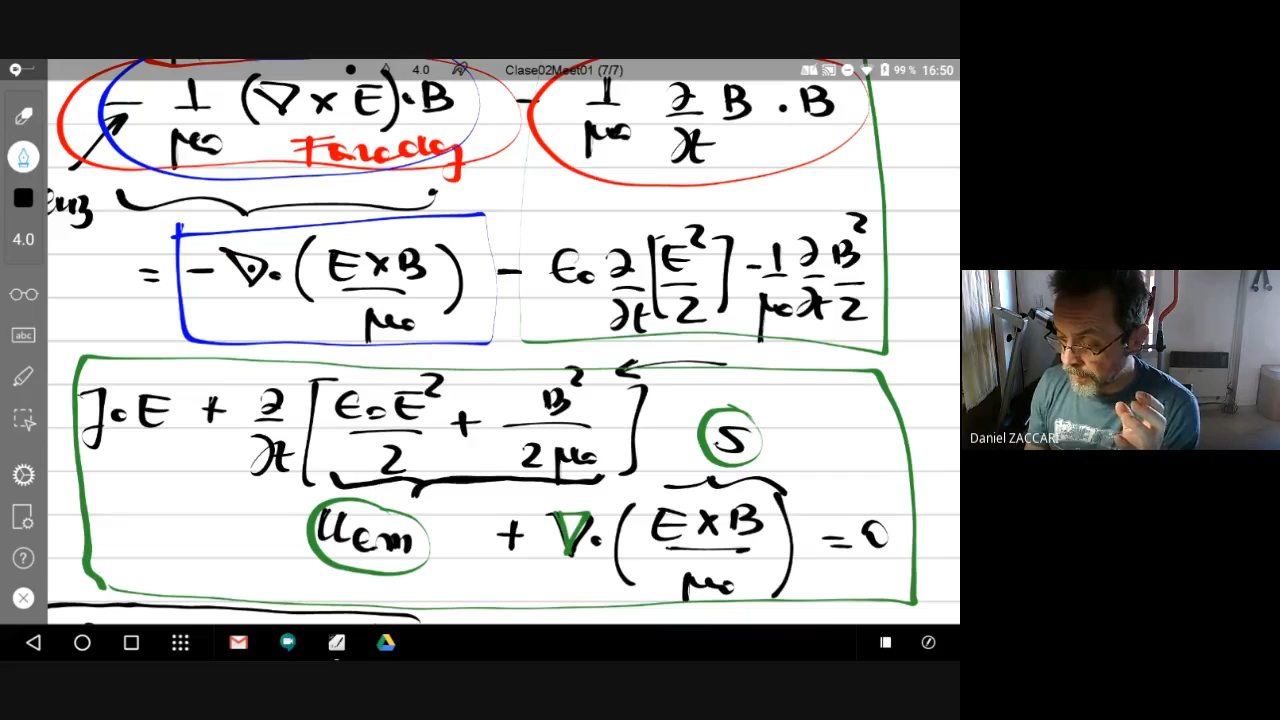 4.0 Clase02Meet01 (7/7) 99 % 16:50
- 1/μ₀ (∇ × E) · B - 1/μ₀ ∂/∂t B · B
Faraday
= - ∇ · (E × B / μ₀) - ϵ₀ ∂/∂t [E²/2] - 1/μ₀ ∂/∂t B²/2
4.0
abc
J · E + ∂/∂t [ϵ₀E²/2 + B²/2μ₀] S
uem + ∇ · (E × B / μ₀) = 0
Daniel ZACCARI